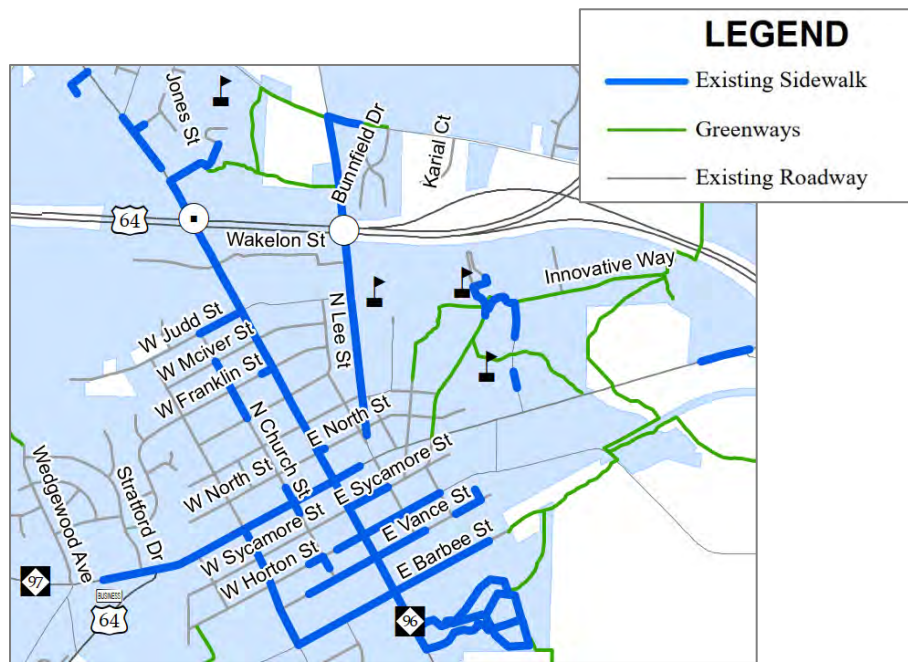 LEGEND
Existing Sidewalk
Greenways
Existing Roadway
Jones St
Bunnfield Dr
Karial Ct
64
Wakelon St
Innovative Way
N Lee St
W Judd St
W Mciver St
W Franklin St
N Church St
E North St
W North St
E Sycamore St
Wedgewood Ave
Stratford Dr
W Sycamore St
E Vance St
W Horton St
E Barbee St
97
BUSINESS
64
96